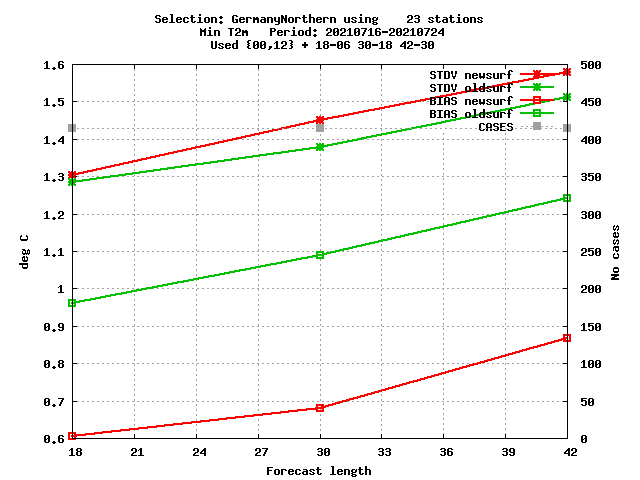 Selection: GermanyNorthern using    23 stations
Min T2m   Period: 20210716-20210724
Used {00,12} + 18-06 30-18 42-30
1.6 500
STDV newsurf
STDV oldsurf
1.5 BIAS newsurf 450
BIAS oldsurf
CASES
1.4 400
1.3 350
1.2 300
1.1 250
deg C
No cases
1 200
0.9 150
0.8 100
0.7 50
0.6 0
18 21 24 27 30 33 36 39 42
Forecast length